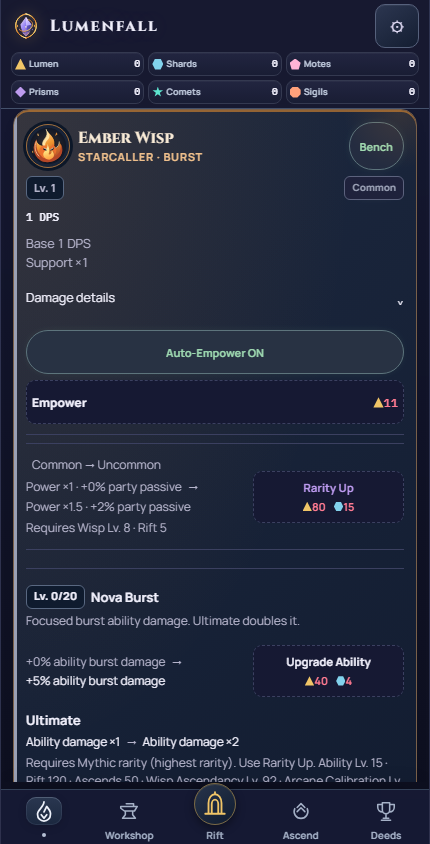 LUMENFALL
Lumen 0
Shards 0
Motes 0
Prisms 0
Comets 0
Sigils 0
EMBER WISP
STARCALLER · BURST
Bench
Lv. 1
Common
1 DPS
Base 1 DPS
Support ×1
Damage details
Auto-Empower ON
Empower
11
Common → Uncommon
Power ×1 · +0% party passive →
Power ×1.5 · +2% party passive
Requires Wisp Lv. 8 · Rift 5
Rarity Up
80 15
Lv. 0/20 Nova Burst
Focused burst ability damage. Ultimate doubles it.
+0% ability burst damage →
+5% ability burst damage
Upgrade Ability
40 4
Ultimate
Ability damage ×1 → Ability damage ×2
Requires Mythic rarity (highest rarity). Use Rarity Up. Ability Lv. 15 ·
Rift 120 · Ascends 50 · Wisp Ascendancy Lv. 92 · Arcane Calibration Lv.
Workshop
Rift
Ascend
Deeds